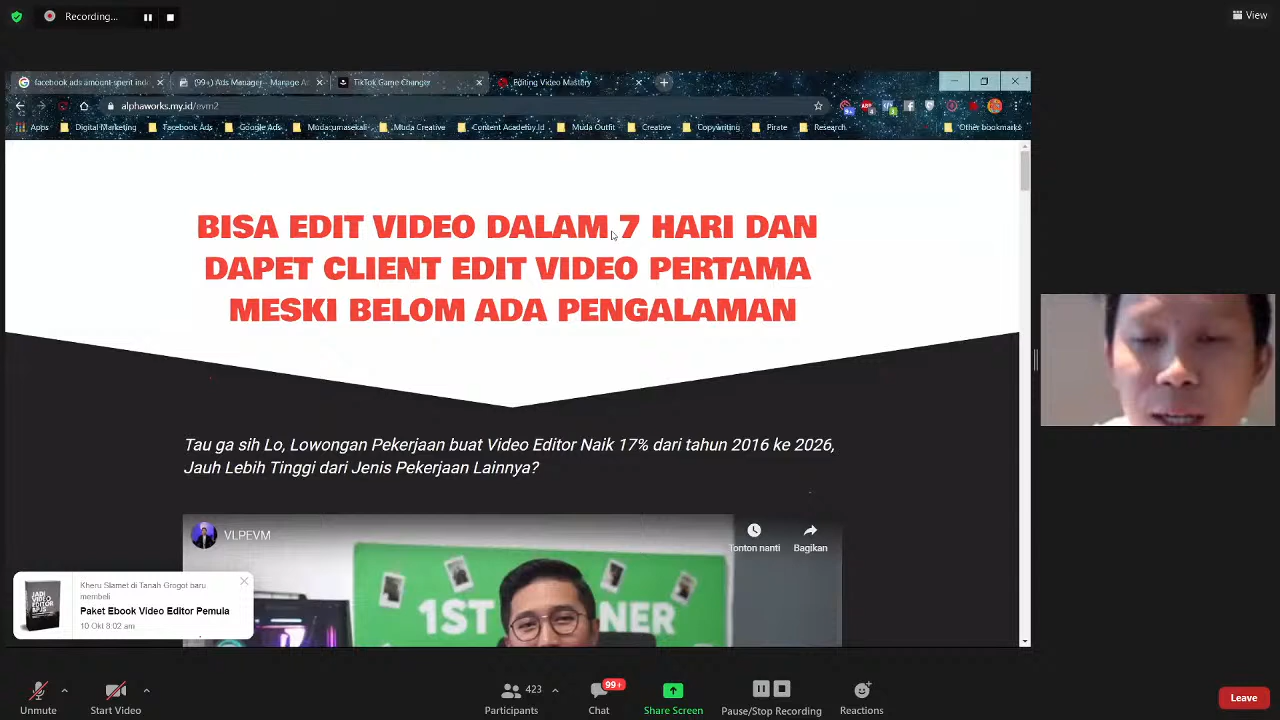 Recording...
View
facebook ads amount spent indo
(99+) Ads Manager - Manage Ad
TikTok Game Changer
Editing Video Mastery
alphaworks.my.id/evm2
Apps
Digital Marketing
Facebook Ads
Google Ads
Mudacumasekali
Muda Creative
Content Academy.Id
Muda Outfit
Creative
Copywriting
Pirate
Research
Other bookmarks
BISA EDIT VIDEO DALAM 7 HARI DAN
DAPET CLIENT EDIT VIDEO PERTAMA
MESKI BELOM ADA PENGALAMAN
Tau ga sih Lo, Lowongan Pekerjaan buat Video Editor Naik 17% dari tahun 2016 ke 2026,
Jauh Lebih Tinggi dari Jenis Pekerjaan Lainnya?
VLPEVM
Tonton nanti
Bagikan
1ST
NER
Kheru Slamet di Tanah Grogot baru
membeli
Paket Ebook Video Editor Pemula
10 Okt 8:02 am
Unmute
Start Video
423
Participants
99+
Chat
Share Screen
Pause/Stop Recording
Reactions
Leave